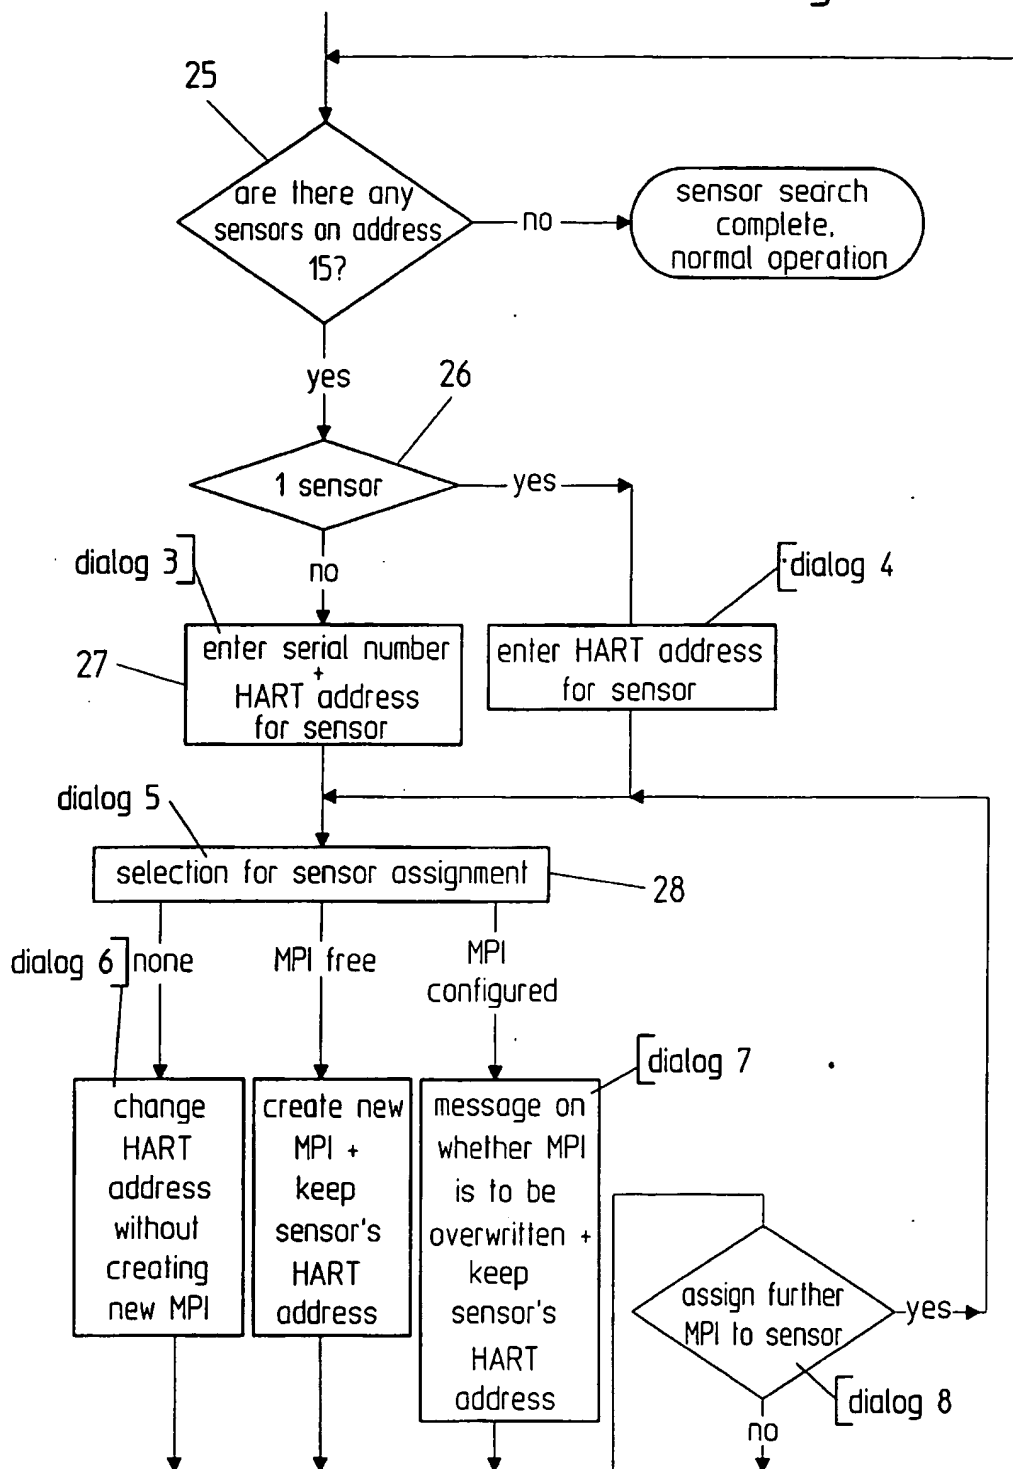 25
are there any
sensors on address
15?
no
sensor search
complete,
normal operation
yes
26
1 sensor
yes
no
dialog 3
dialog 4
27
enter serial number
+
HART address
for sensor
enter HART address
for sensor
dialog 5
selection for sensor assignment
28
dialog 6
none
MPI free
MPI
configured
dialog 7
change
HART
address
without
creating
new MPI
create new
MPI +
keep
sensor's
HART
address
message on
whether MPI
is to be
overwritten +
keep
sensor's
HART
address
assign further
MPI to sensor
yes
dialog 8
no